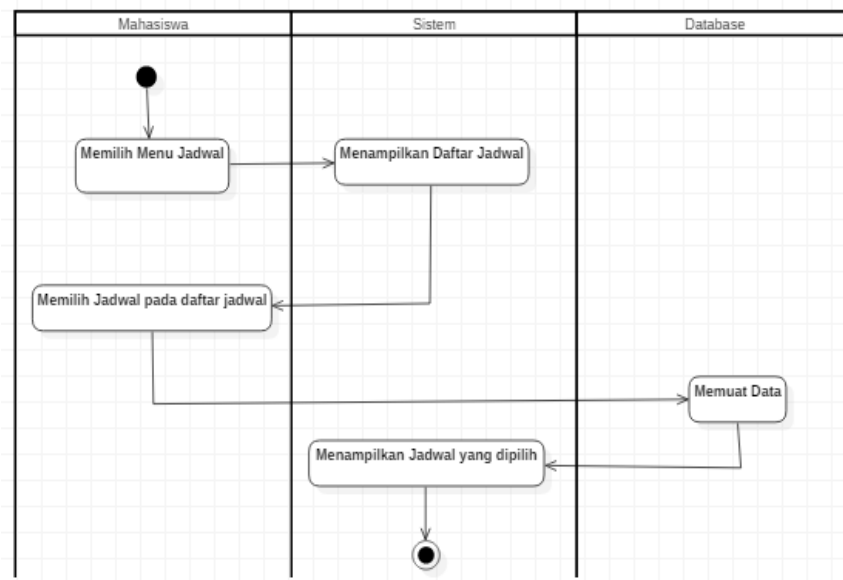 Mahasiswa
Sistem
Database
Memilih Menu Jadwal
Menampilkan Daftar Jadwal
Memilih Jadwal pada daftar jadwal
Memuat Data
Menampilkan Jadwal yang dipilih